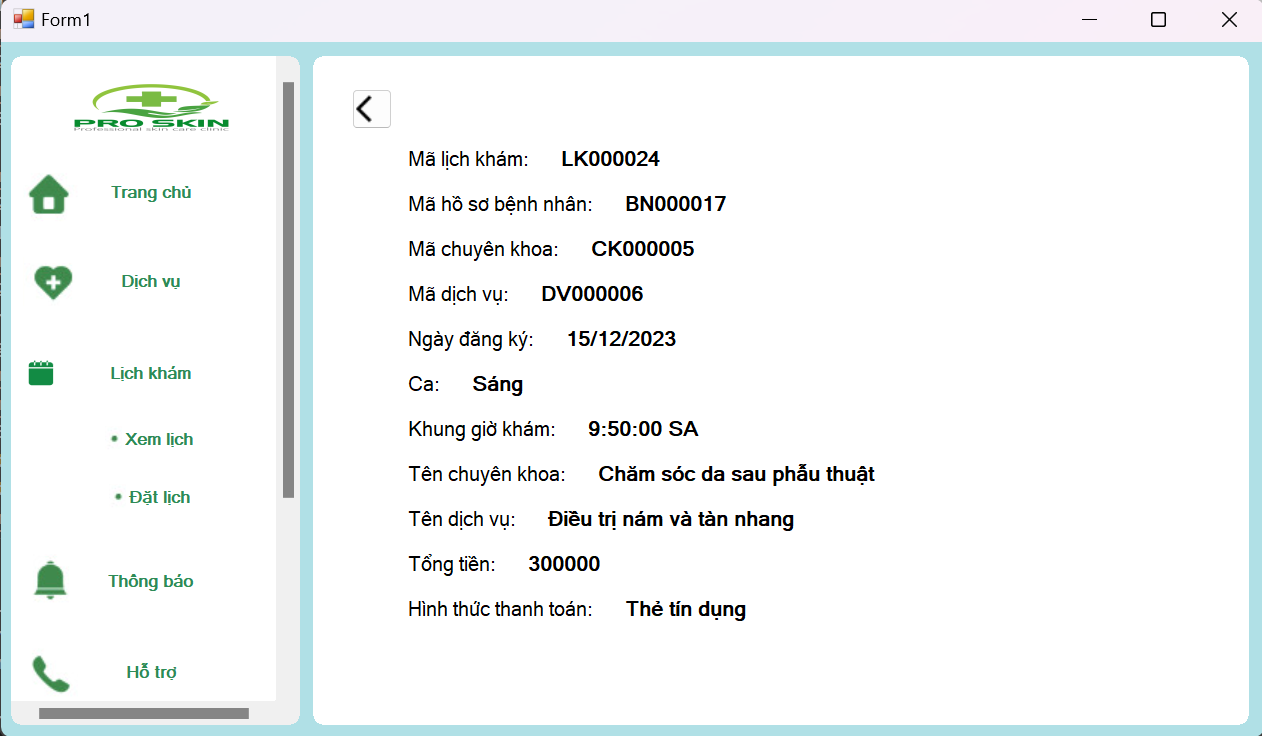 Form1
PRO SKIN
Professional skin care clinic
Trang chủ
Dịch vụ
Lịch khám
• Xem lịch
• Đặt lịch
Thông báo
Hỗ trợ
Mã lịch khám: LK000024
Mã hồ sơ bệnh nhân: BN000017
Mã chuyên khoa: CK000005
Mã dịch vụ: DV000006
Ngày đăng ký: 15/12/2023
Ca: Sáng
Khung giờ khám: 9:50:00 SA
Tên chuyên khoa: Chăm sóc da sau phẫu thuật
Tên dịch vụ: Điều trị nám và tàn nhang
Tổng tiền: 300000
Hình thức thanh toán: Thẻ tín dụng